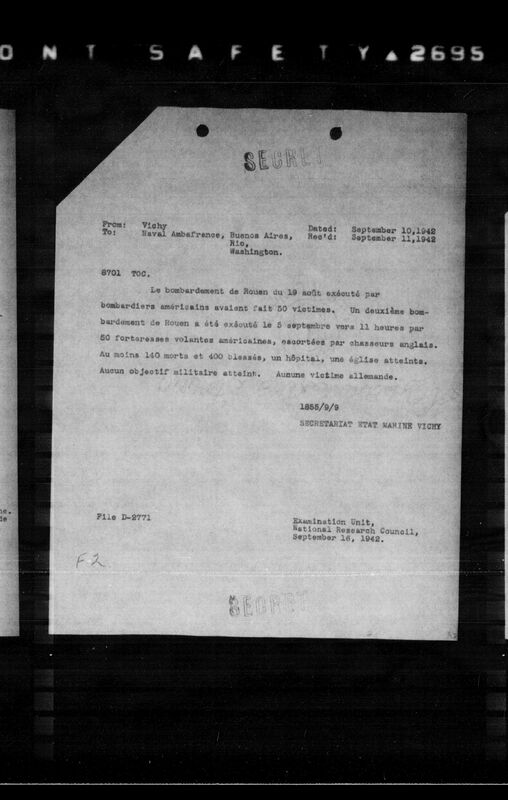 ONT SAFETY▲2695
SECRET
From: Vichy Dated: September 10,1942
To: Naval Ambafrance, Buenos Aires, Rec'd: September 11,1942
Rio,
Washington.
8701 TOC.
Le bombardement de Rouen du 19 août exécuté par
bombardiers américains avaient fait 50 victimes. Un deuxième bom-
bardement de Rouen a été exécuté le 5 septembre vers 11 heures par
50 forteresses volantes américaines, escortées par chasseurs anglais.
Au moins 140 morts et 400 blessés, un hôpital, une église atteints.
Aucun objectif militaire atteint. Aucune victime allemande.
1855/9/9
SECRETARIAT ETAT MARINE VICHY
ne.
de
File D-2771
Examination Unit,
National Research Council,
September 16, 1942.
F-2
SECRET